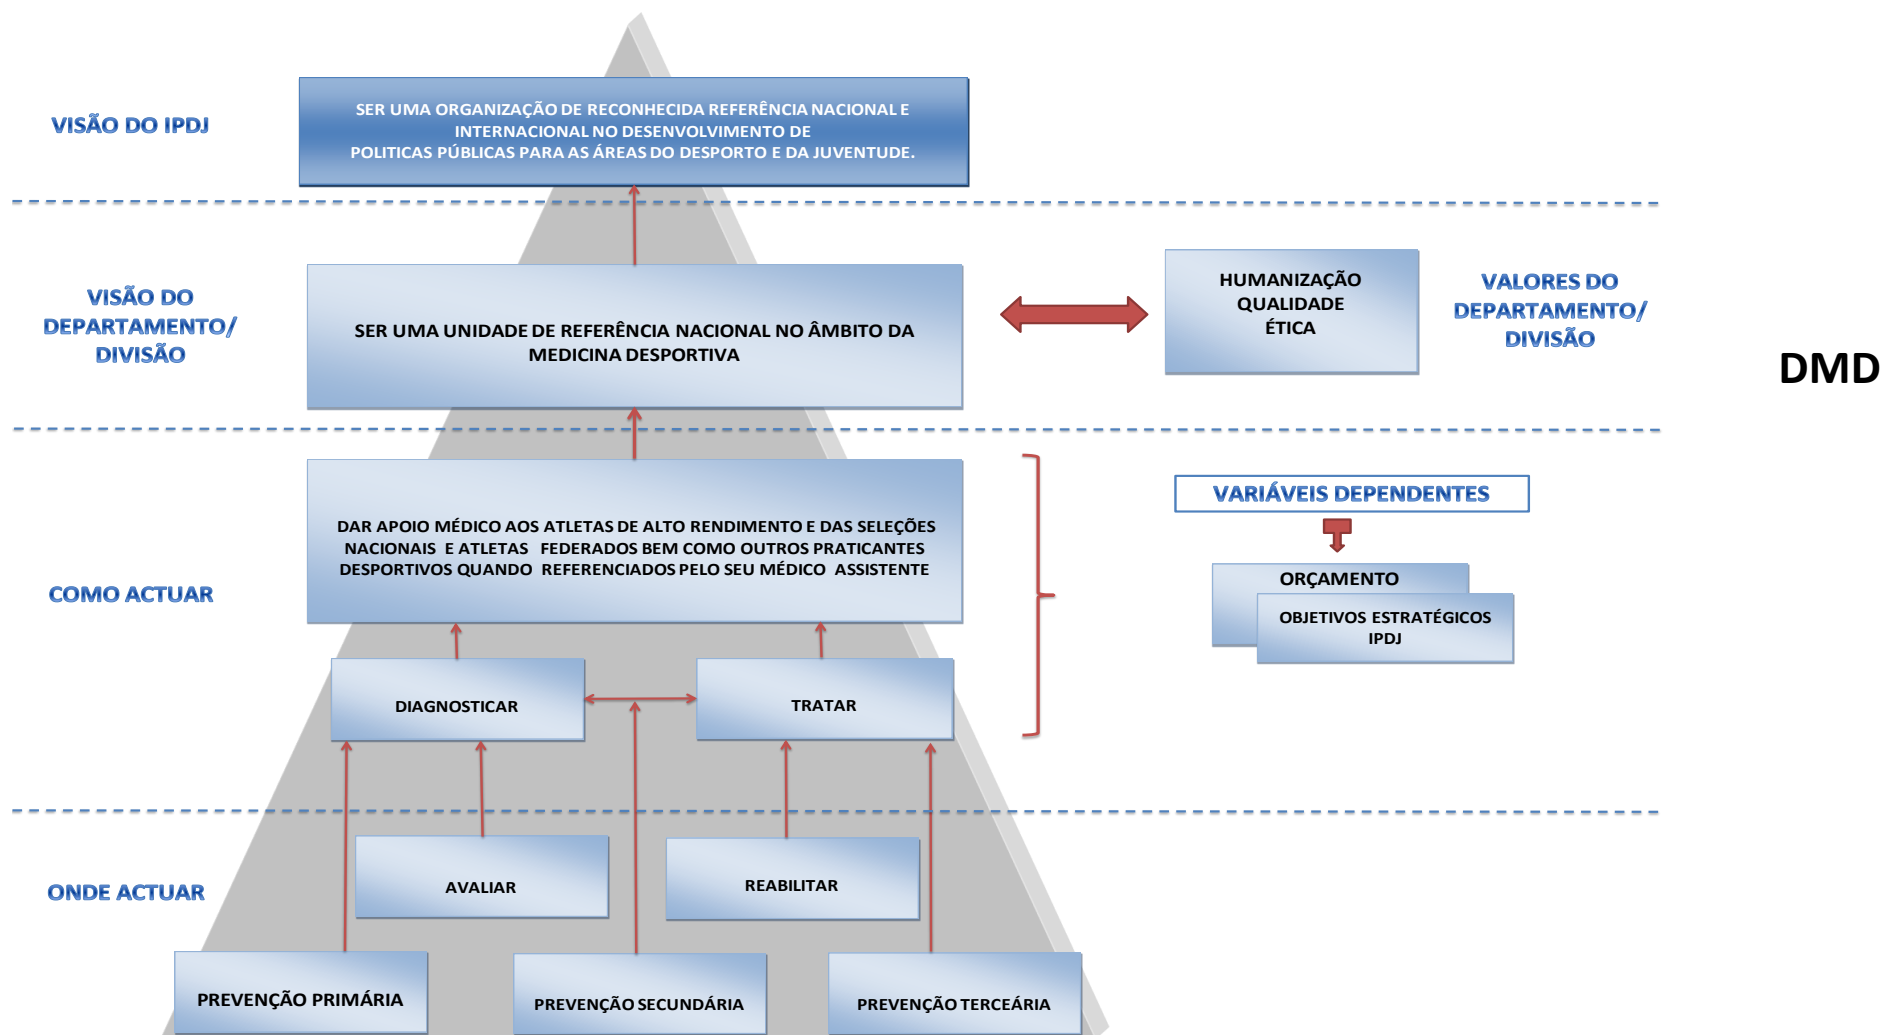 VISÃO DO IPDJ
SER UMA ORGANIZAÇÃO DE RECONHECIDA REFERÊNCIA NACIONAL E
INTERNACIONAL NO DESENVOLVIMENTO DE
POLITICAS PÚBLICAS PARA AS ÁREAS DO DESPORTO E DA JUVENTUDE.
VISÃO DO
DEPARTAMENTO/
DIVISÃO
SER UMA UNIDADE DE REFERÊNCIA NACIONAL NO ÂMBITO DA
MEDICINA DESPORTIVA
HUMANIZAÇÃO
QUALIDADE
ÉTICA
VALORES DO
DEPARTAMENTO/
DIVISÃO
DMD
COMO ACTUAR
DAR APOIO MÉDICO AOS ATLETAS DE ALTO RENDIMENTO E DAS SELEÇÕES
NACIONAIS E ATLETAS FEDERADOS BEM COMO OUTROS PRATICANTES
DESPORTIVOS QUANDO REFERENCIADOS PELO SEU MÉDICO ASSISTENTE
VARIÁVEIS DEPENDENTES
ORÇAMENTO
OBJETIVOS ESTRATÉGICOS
IPDJ
DIAGNOSTICAR
TRATAR
ONDE ACTUAR
AVALIAR
REABILITAR
PREVENÇÃO PRIMÁRIA
PREVENÇÃO SECUNDÁRIA
PREVENÇÃO TERCEÁRIA